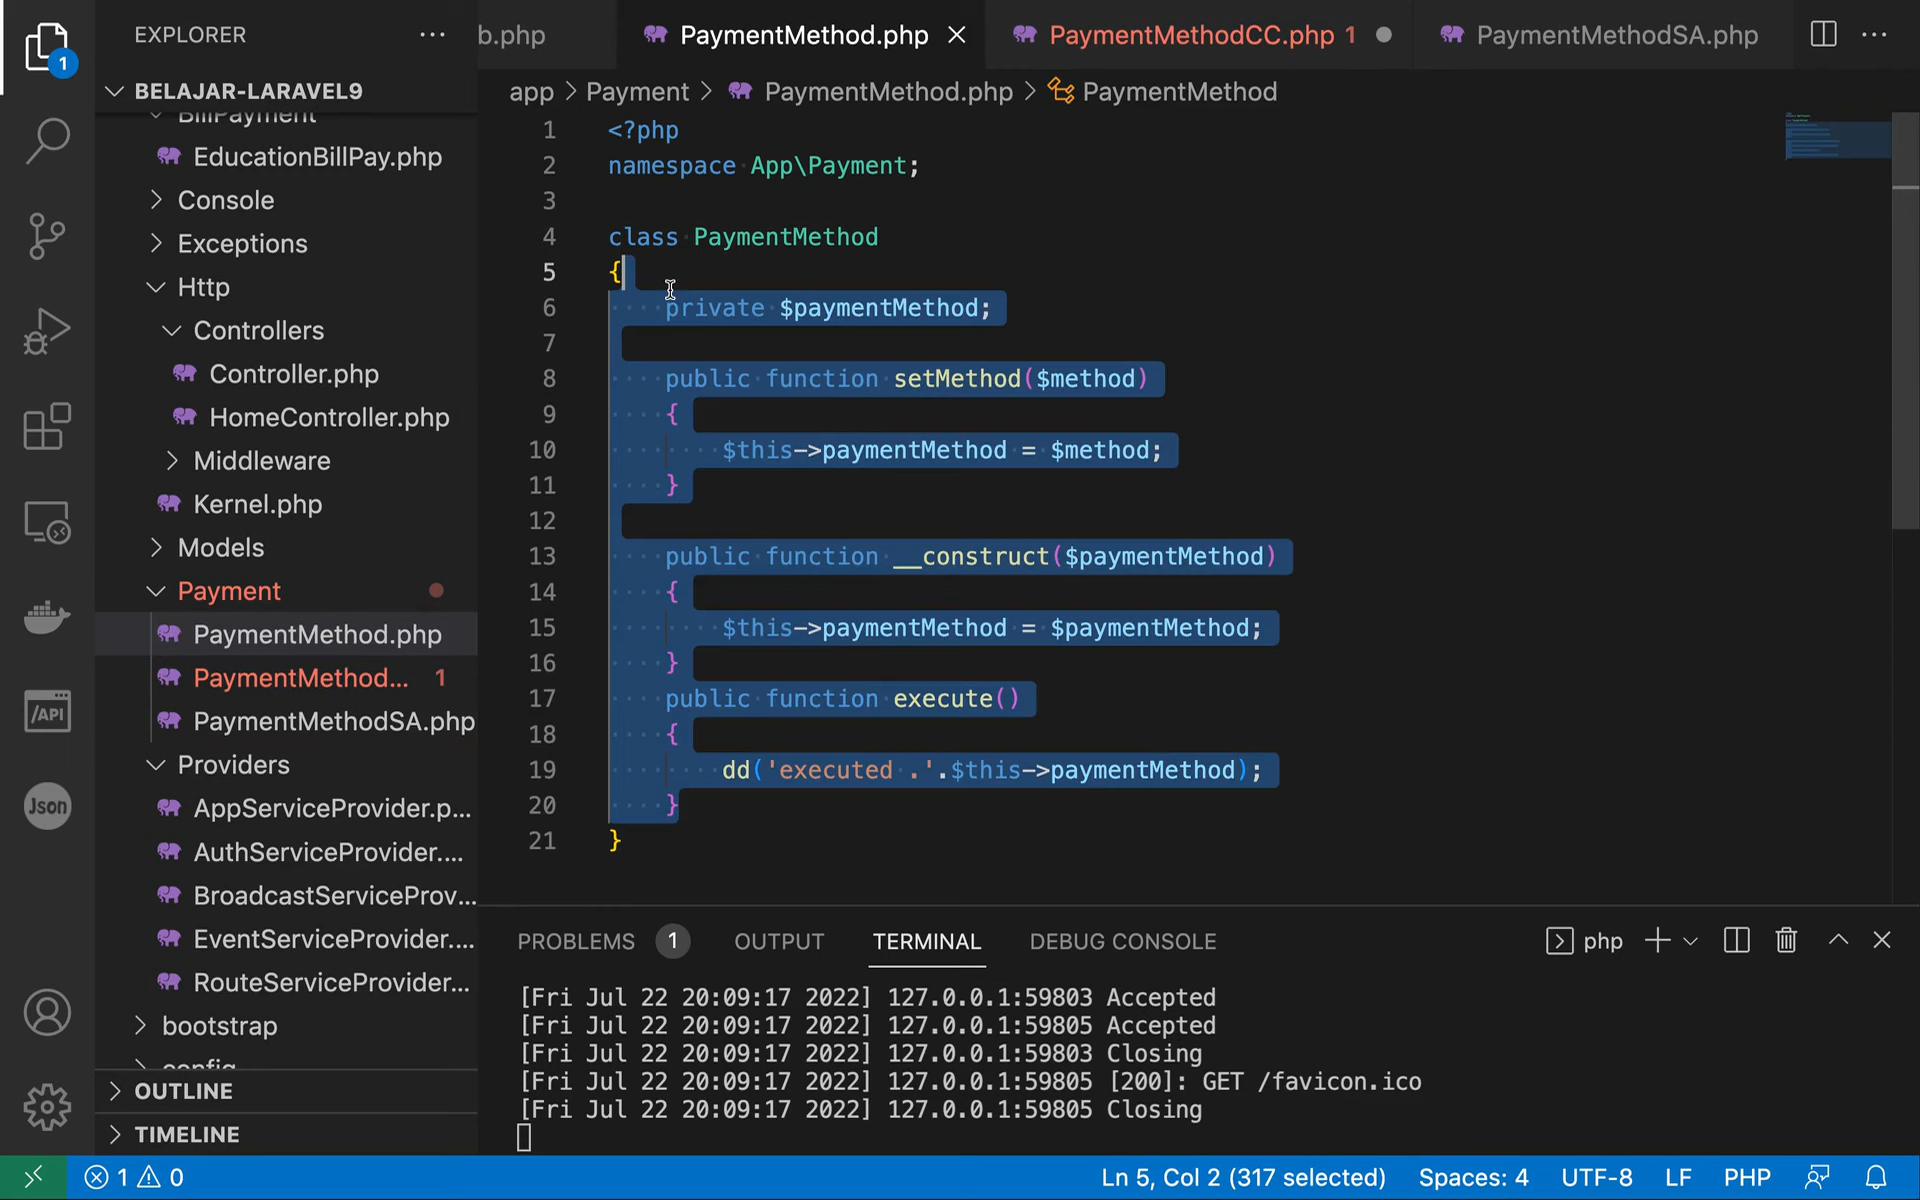 EXPLORER
1
BELAJAR-LARAVEL9
BillPayment
EducationBillPay.php
Console
Exceptions
Http
Controllers
Controller.php
HomeController.php
Middleware
Kernel.php
Models
Payment
PaymentMethod.php
PaymentMethod... 1
PaymentMethodSA.php
Providers
AppServiceProvider.p...
AuthServiceProvider....
BroadcastServiceProv...
EventServiceProvider....
RouteServiceProvider...
bootstrap
config
OUTLINE
TIMELINE
/API
Json
b.php
PaymentMethod.php
PaymentMethodCC.php 1
PaymentMethodSA.php
app > Payment > PaymentMethod.php > PaymentMethod
1 <?php
2 namespace App\Payment;
3
4 class PaymentMethod
5 {
6 private $paymentMethod;
7
8 public function setMethod($method)
9 {
10 $this->paymentMethod = $method;
11 }
12
13 public function __construct($paymentMethod)
14 {
15 $this->paymentMethod = $paymentMethod;
16 }
17 public function execute()
18 {
19 dd('executed .'.$this->paymentMethod);
20 }
21 }
PROBLEMS 1 OUTPUT TERMINAL DEBUG CONSOLE
php
[Fri Jul 22 20:09:17 2022] 127.0.0.1:59803 Accepted
[Fri Jul 22 20:09:17 2022] 127.0.0.1:59805 Accepted
[Fri Jul 22 20:09:17 2022] 127.0.0.1:59803 Closing
[Fri Jul 22 20:09:17 2022] 127.0.0.1:59805 [200]: GET /favicon.ico
[Fri Jul 22 20:09:17 2022] 127.0.0.1:59805 Closing
1 0
Ln 5, Col 2 (317 selected) Spaces: 4 UTF-8 LF PHP